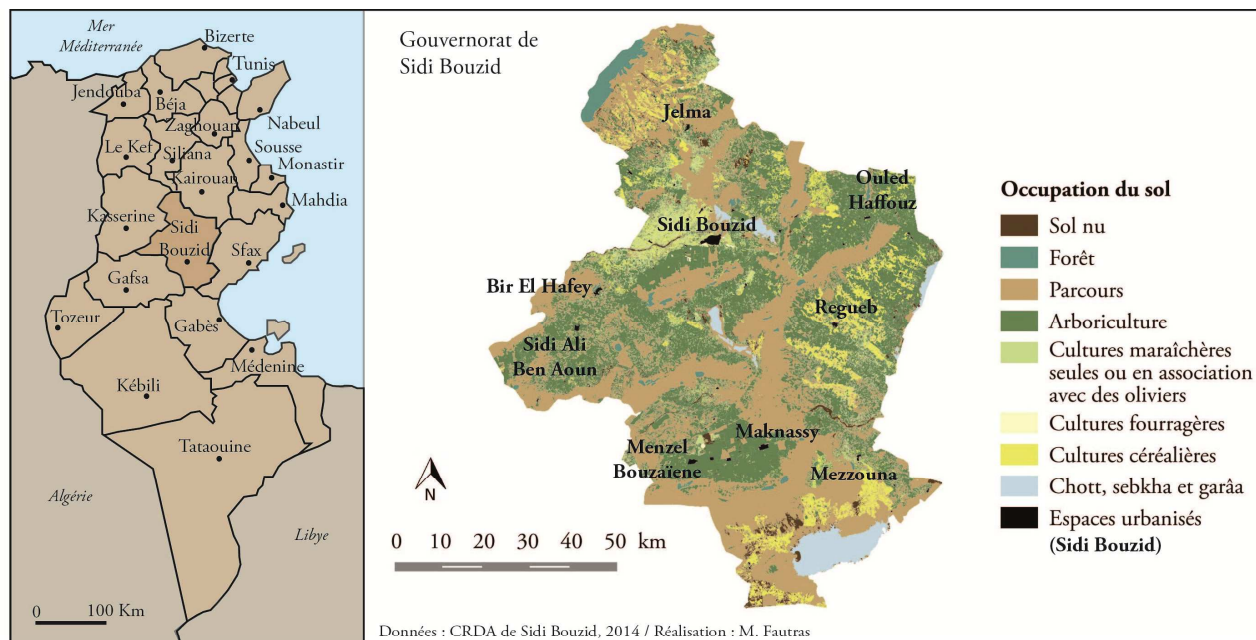 Mer
Méditerranée
Bizerte
Tunis
Jendouba
Béja
Nabeul
Zaghouan
Le Kef
Siliana
Sousse
Monastir
Kairouan
Mahdia
Kasserine
Sidi
Bouzid
Sfax
Gafsa
Tozeur
Gabès
Médenine
Kébili
Tataouine
Algérie
Libye
0 100 Km
Gouvernorat de
Sidi Bouzid
Jelma
Ouled
Haffouz
Sidi Bouzid
Bir El Hafey
Regueb
Sidi Ali
Ben Aoun
Maknassy
Menzel
Bouzaïene
Mezzouna
N
0 10 20 30 40 50 km
Occupation du sol
Sol nu
Forêt
Parcours
Arboriculture
Cultures maraîchères
seules ou en association
avec des oliviers
Cultures fourragères
Cultures céréalières
Chott, sebkha et garâa
Espaces urbanisés
(Sidi Bouzid)
Données : CRDA de Sidi Bouzid, 2014 / Réalisation : M. Fautras